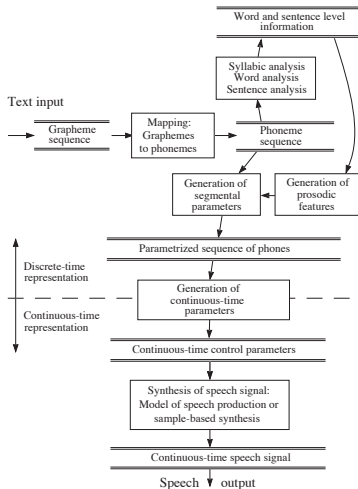 Word and sentence level
information
Syllabic analysis
Word analysis
Sentence analysis
Text input
Grapheme
sequence
Mapping:
Graphemes
to phonemes
Phoneme
sequence
Generation of
segmental
parameters
Generation of
prosodic
features
Parametrized sequence of phones
Discrete-time
representation
Generation of
continuous-time
parameters
Continuous-time
representation
Continuous-time control parameters
Synthesis of speech signal:
Model of speech production or
sample-based synthesis
Continuous-time speech signal
Speech output